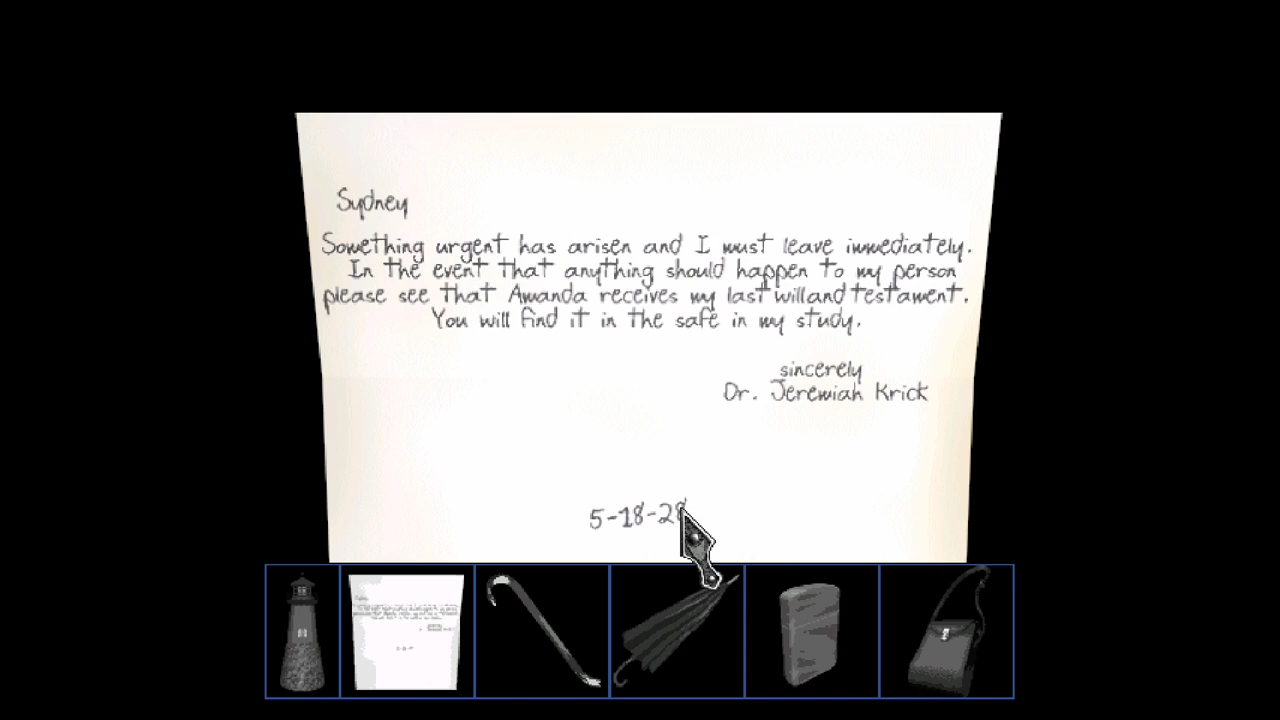 Sydney
Something urgent has arisen and I must leave immediately.
In the event that anything should happen to my person
please see that Amanda receives my last will and testament.
You will find it in the safe in my study.
sincerely
Dr. Jeremiah Krick
5-18-28